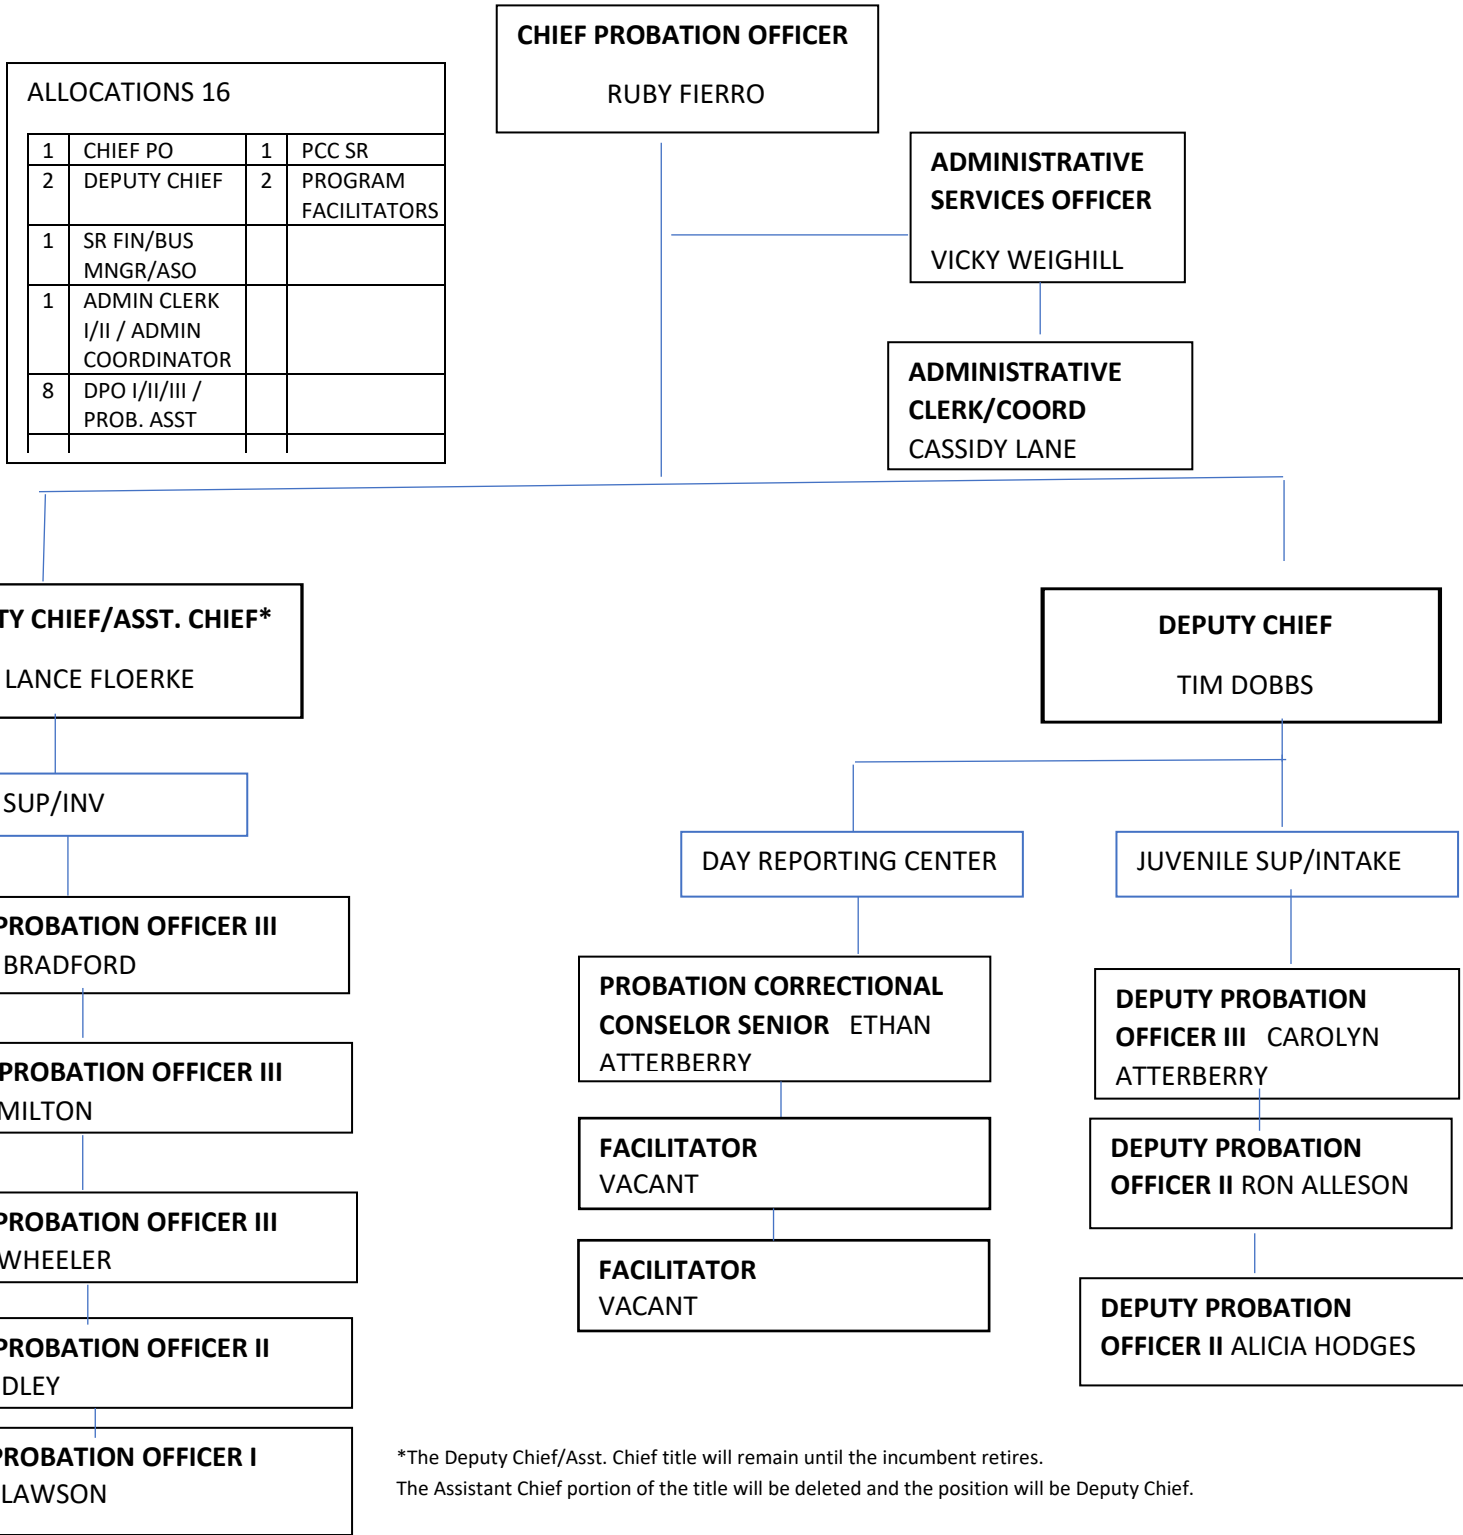 CHIEF PROBATION OFFICER
RUBY FIERRO
ALLOCATIONS 16
1 CHIEF PO 1 PCC SR
2 DEPUTY CHIEF 2 PROGRAM
FACILITATORS
1 SR FIN/BUS
MNGR/ASO
1 ADMIN CLERK
I/II / ADMIN
COORDINATOR
8 DPO I/II/III /
PROB. ASST
ADMINISTRATIVE
SERVICES OFFICER
VICKY WEIGHILL
ADMINISTRATIVE
CLERK/COORD
CASSIDY LANE
TY CHIEF/ASST. CHIEF*
LANCE FLOERKE
DEPUTY CHIEF
TIM DOBBS
SUP/INV
DAY REPORTING CENTER
JUVENILE SUP/INTAKE
PROBATION OFFICER III
BRADFORD
PROBATION OFFICER III
MILTON
PROBATION OFFICER III
WHEELER
PROBATION OFFICER II
DLEY
PROBATION OFFICER I
LAWSON
PROBATION CORRECTIONAL
CONSELOR SENIOR ETHAN
ATTERBERRY
FACILITATOR
VACANT
FACILITATOR
VACANT
DEPUTY PROBATION
OFFICER III CAROLYN
ATTERBERRY
DEPUTY PROBATION
OFFICER II RON ALLESON
DEPUTY PROBATION
OFFICER II ALICIA HODGES
*The Deputy Chief/Asst. Chief title will remain until the incumbent retires.
The Assistant Chief portion of the title will be deleted and the position will be Deputy Chief.